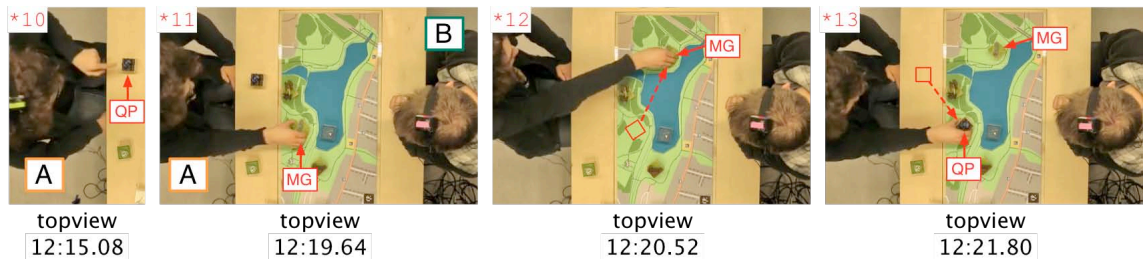 *10
QP
A
topview
12:15.08
*11
B
A
MG
topview
12:19.64
*12
MG
topview
12:20.52
*13
MG
QP
topview
12:21.80